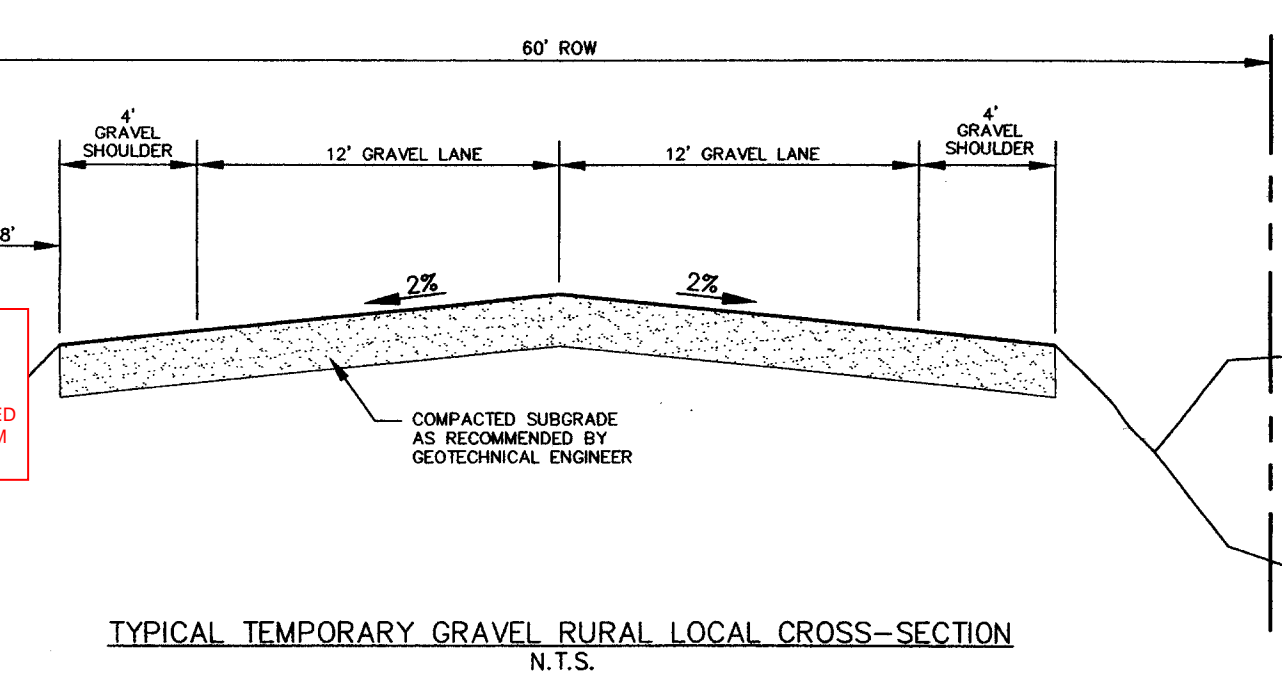 60' ROW
4'
GRAVEL
SHOULDER
12' GRAVEL LANE
12' GRAVEL LANE
4'
GRAVEL
SHOULDER
8'
2%
2%
ED
M
COMPACTED SUBGRADE
AS RECOMMENDED BY
GEOTECHNICAL ENGINEER
TYPICAL TEMPORARY GRAVEL RURAL LOCAL CROSS-SECTION
N.T.S.